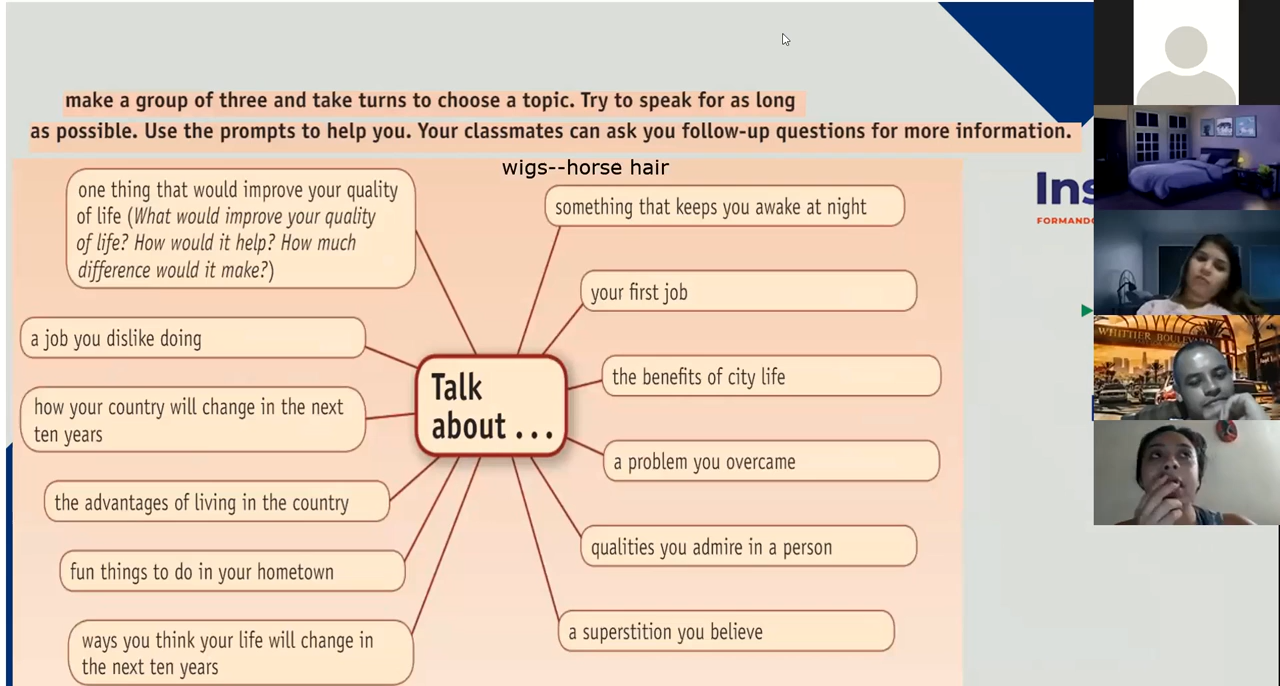 make a group of three and take turns to choose a topic. Try to speak for as long
as possible. Use the prompts to help you. Your classmates can ask you follow-up questions for more information.
wigs--horse hair
one thing that would improve your quality
of life (What would improve your quality
of life? How would it help? How much
difference would it make?)
a job you dislike doing
how your country will change in the next
ten years
the advantages of living in the country
fun things to do in your hometown
ways you think your life will change in
the next ten years
Talk
about ...
something that keeps you awake at night
your first job
the benefits of city life
a problem you overcame
qualities you admire in a person
a superstition you believe
Ins
FORMANDO
WHITTIER BOULEVARD